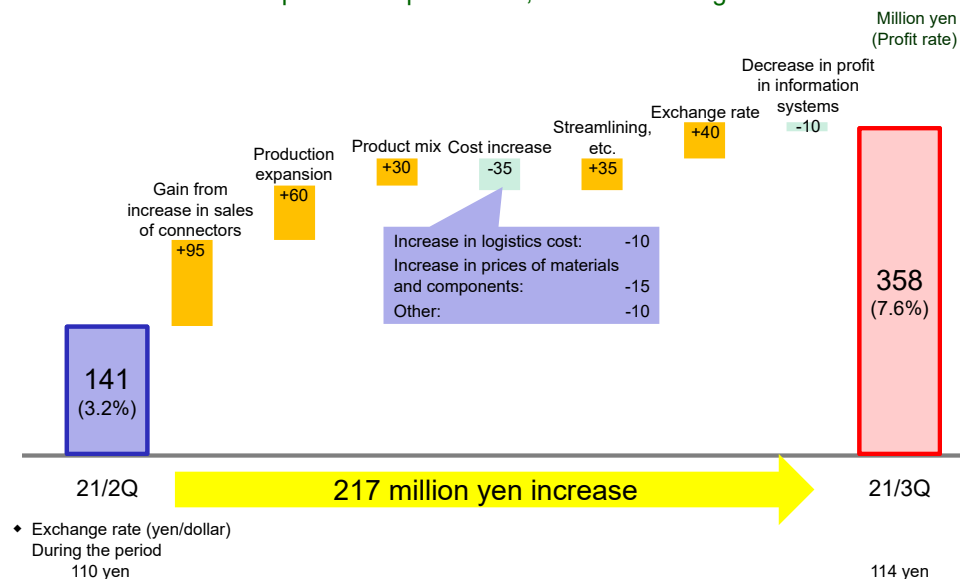 Million yen
(Profit rate)
Decrease in profit
in information
systems
-10
Exchange rate
+40
Streamlining,
etc.
+35
Product mix
+30
Cost increase
-35
Production
expansion
+60
Gain from
increase in sales
of connectors
+95
Increase in logistics cost: -10
Increase in prices of materials
and components: -15
Other: -10
141
(3.2%)
358
(7.6%)
21/2Q
217 million yen increase
21/3Q
◆ Exchange rate (yen/dollar)
During the period
110 yen
114 yen